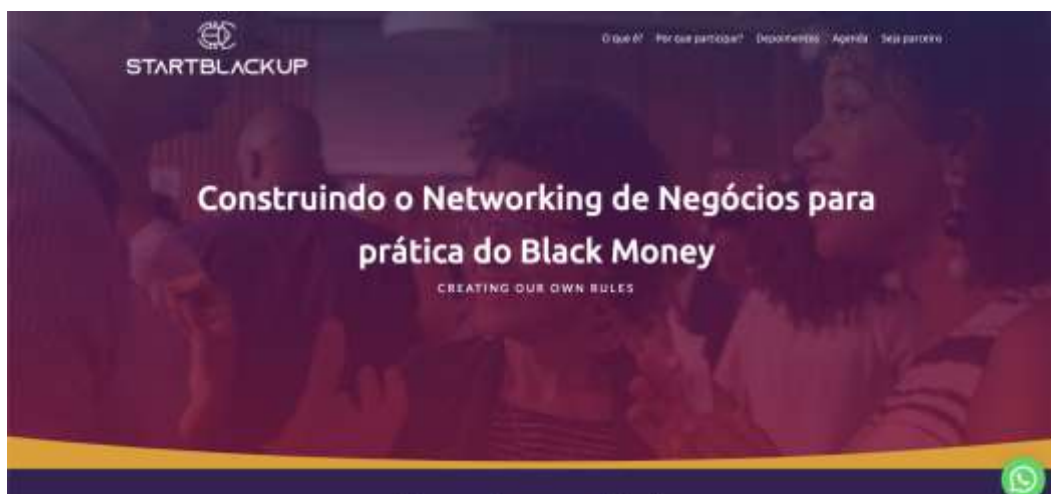 STARTBLACKUP
O que é? Por que participar? Depoimentos Agenda Seja parceiro
Construindo o Networking de Negócios para
prática do Black Money
CREATING OUR OWN RULES